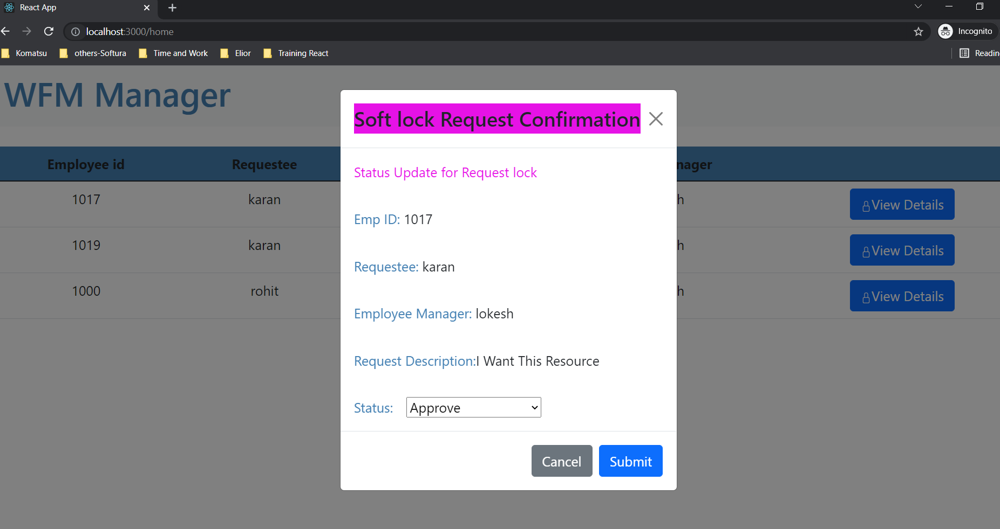 React App
localhost:3000/home
Incognito
Komatsu others-Softura Time and Work Elior Training React
WFM Manager
Employee id Requestee
1017 karan View Details
1019 karan View Details
1000 rohit View Details
Soft lock Request Confirmation
Status Update for Request lock
Emp ID: 1017
Requestee: karan
Employee Manager: lokesh
Request Description:I Want This Resource
Status: Approve
Cancel Submit